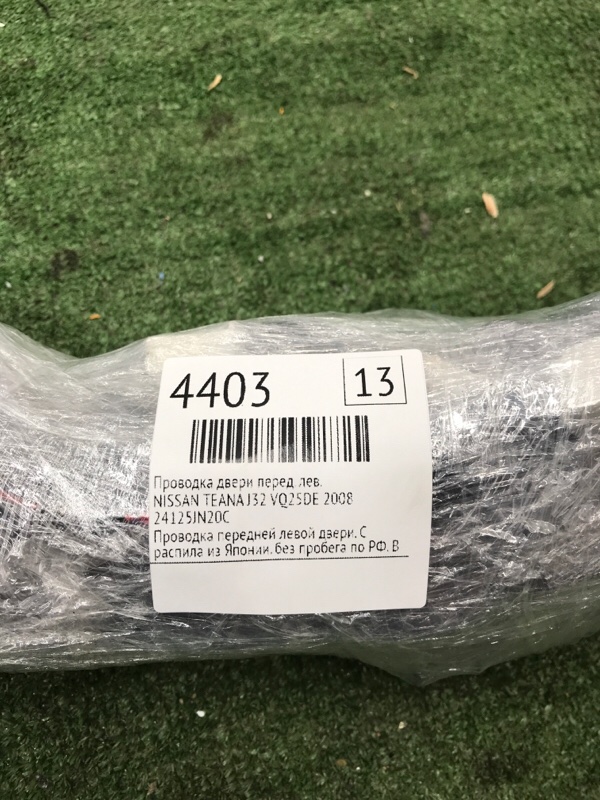 4403
13
Проводка двери перед. лев.
NISSAN TEANA J32 VQ25DE 2008
24125JN20C
Проводка передней левой двери. С
распила из Японии, без пробега по РФ. В